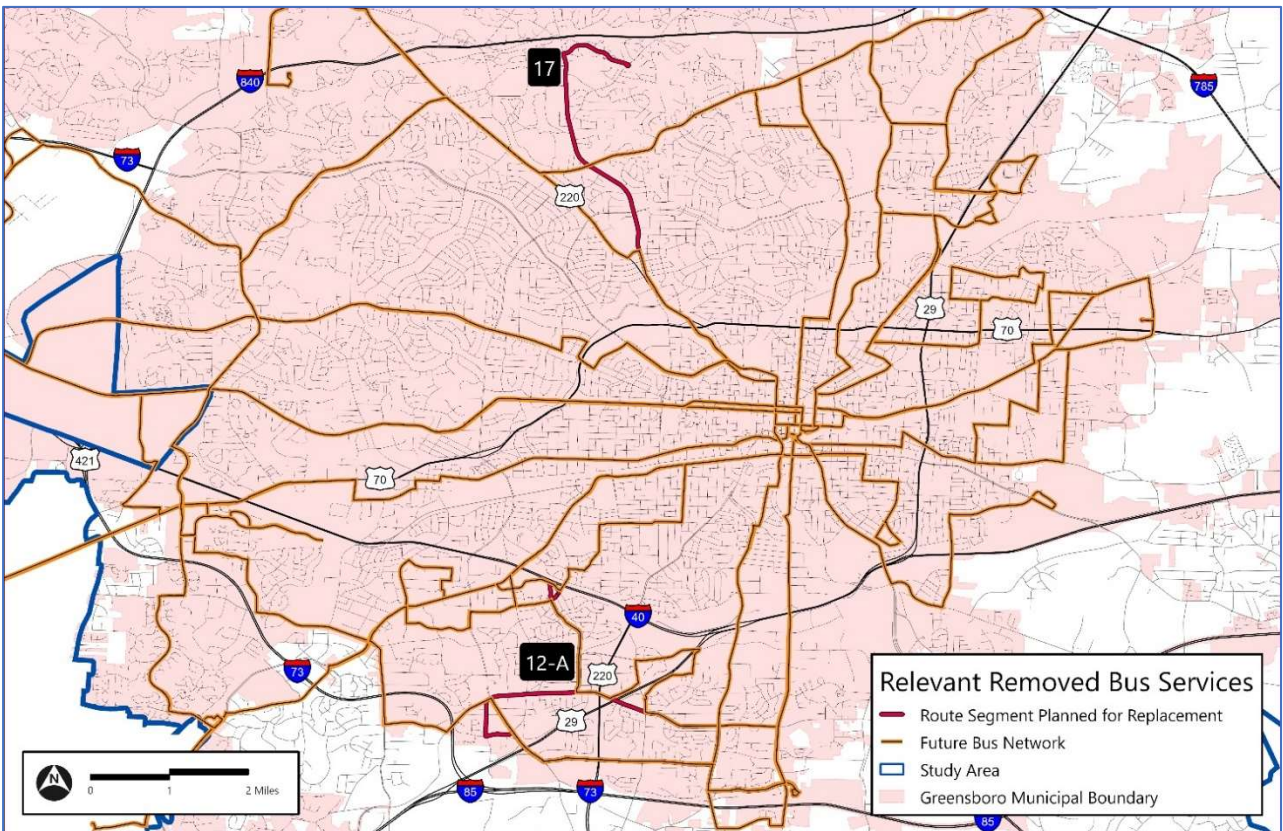 17
840
785
73
220
29
70
421
70
40
12-A
220
73
29
85
73
85
N
0 1 2 Miles
Relevant Removed Bus Services
Route Segment Planned for Replacement
Future Bus Network
Study Area
Greensboro Municipal Boundary